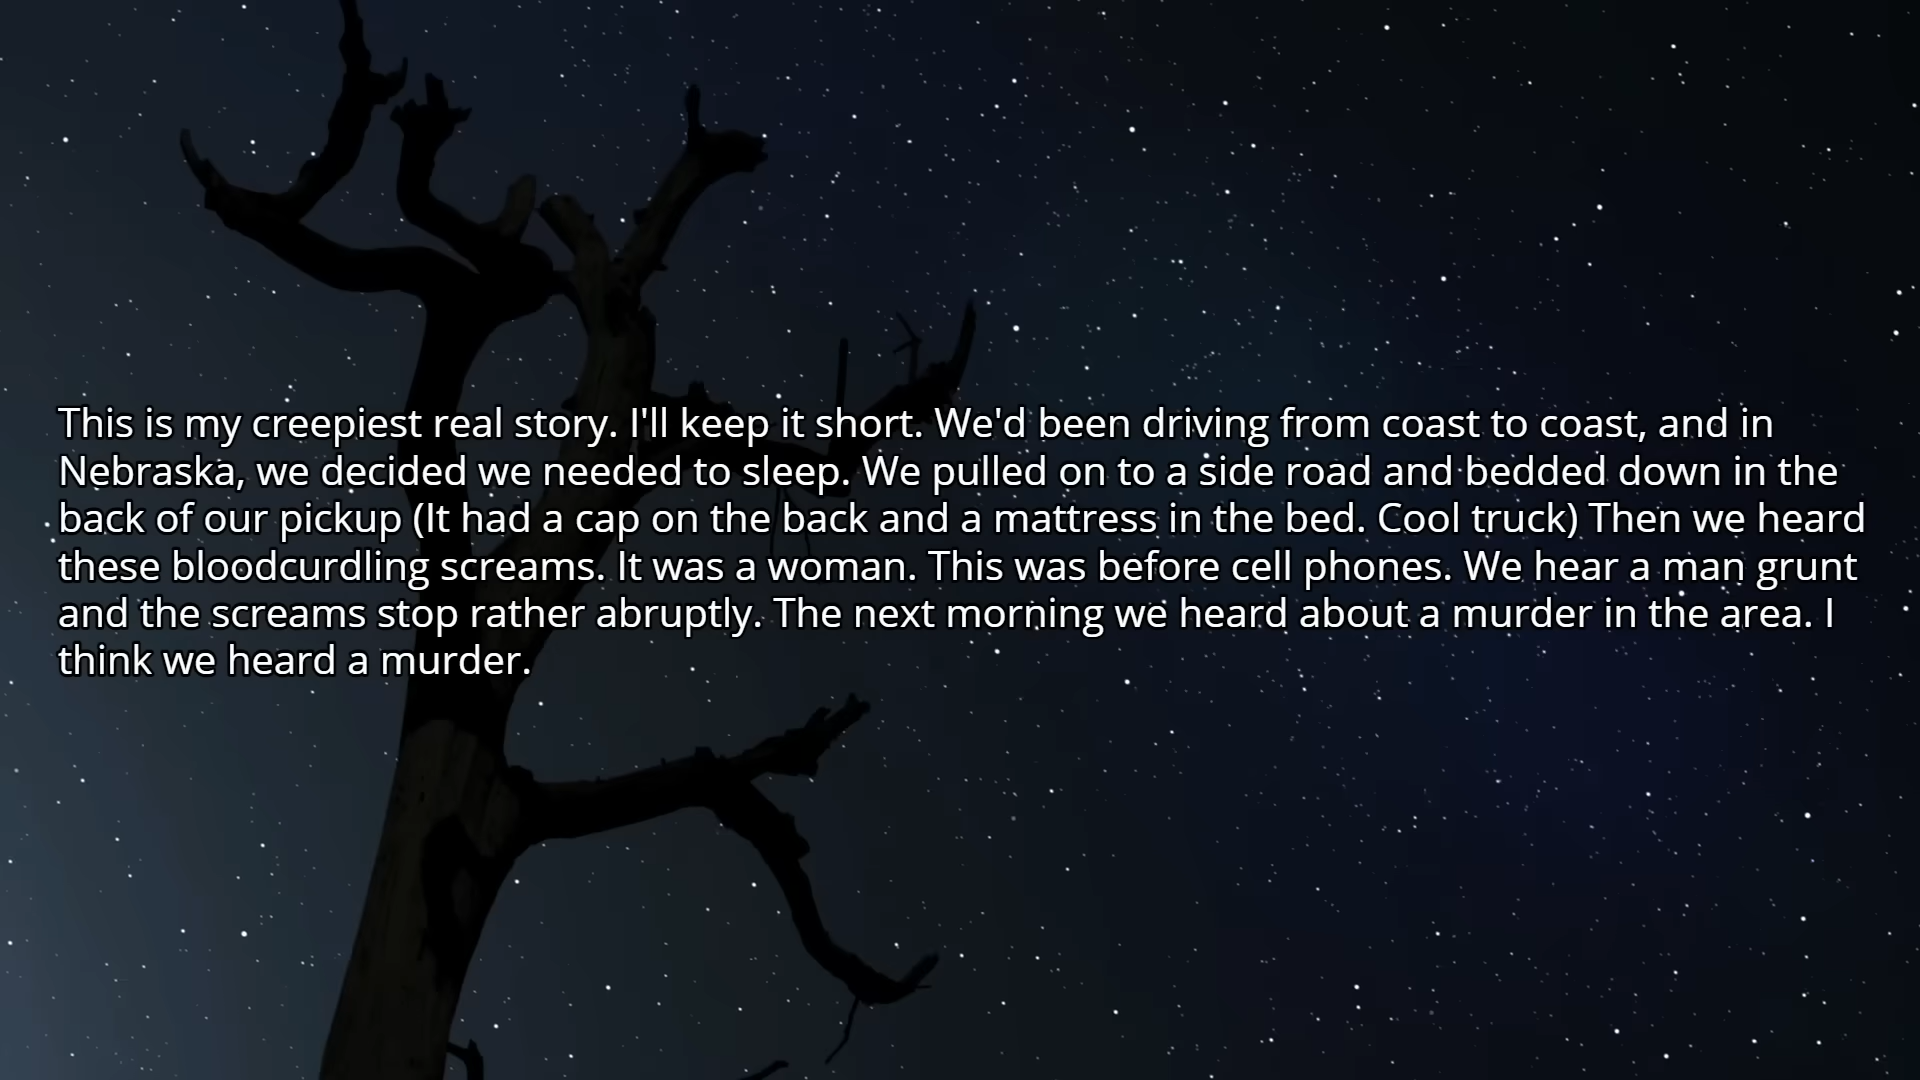 This is my creepiest real story. I'll keep it short. We'd been driving from coast to coast, and in
Nebraska, we decided we needed to sleep. We pulled on to a side road and bedded down in the
back of our pickup (It had a cap on the back and a mattress in the bed. Cool truck) Then we heard
these bloodcurdling screams. It was a woman. This was before cell phones. We hear a man grunt
and the screams stop rather abruptly. The next morning we heard about a murder in the area. I
think we heard a murder.